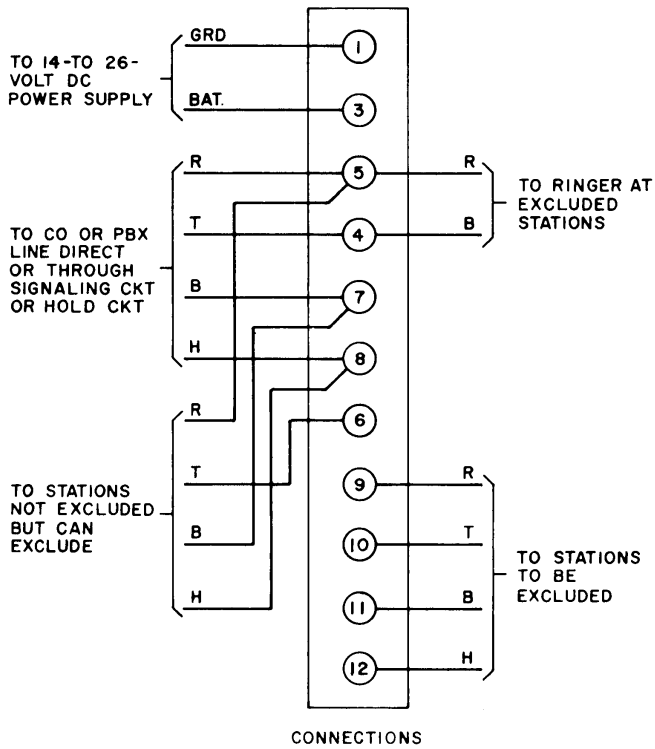 GRD
TO 14-TO 26-
VOLT DC
POWER SUPPLY
BAT.
1
3
R
T
B
H
TO CO OR PBX
LINE DIRECT
OR THROUGH
SIGNALING CKT
OR HOLD CKT
5
4
7
8
6
9
10
11
12
R
B
TO RINGER AT
EXCLUDED
STATIONS
R
T
B
H
TO STATIONS
NOT EXCLUDED
BUT CAN
EXCLUDE
R
T
B
H
TO STATIONS
TO BE
EXCLUDED
CONNECTIONS